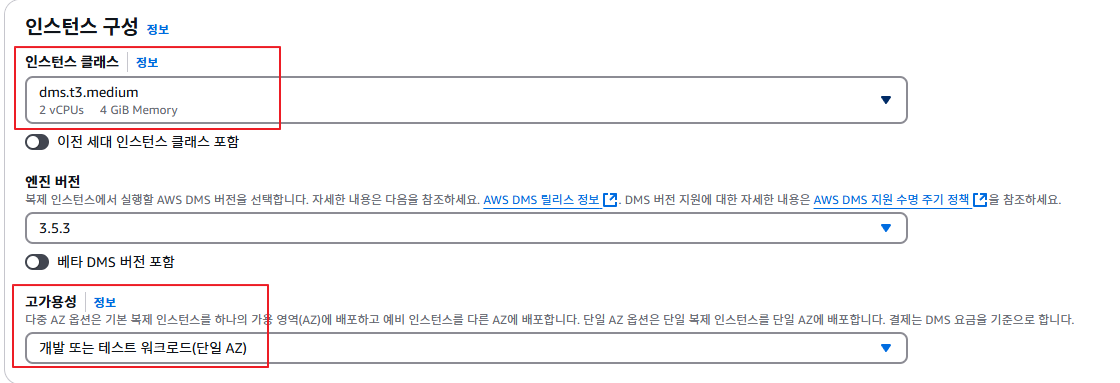 인스턴스 구성 정보
인스턴스 클래스 정보
dms.t3.medium
2 vCPUs 4 GiB Memory
이전 세대 인스턴스 클래스 포함
엔진 버전
복제 인스턴스에서 실행할 AWS DMS 버전을 선택합니다. 자세한 내용은 다음을 참조하세요. AWS DMS 릴리스 정보. DMS 버전 지원에 대한 자세한 내용은 AWS DMS 지원 수명 주기 정책을 참조하세요.
3.5.3
베타 DMS 버전 포함
고가용성 정보
다중 AZ 옵션은 기본 복제 인스턴스를 하나의 가용 영역(AZ)에 배포하고 예비 인스턴스를 다른 AZ에 배포합니다. 단일 AZ 옵션은 단일 복제 인스턴스를 단일 AZ에 배포합니다. 결제는 DMS 요금을 기준으로 합니다.
개발 또는 테스트 워크로드(단일 AZ)